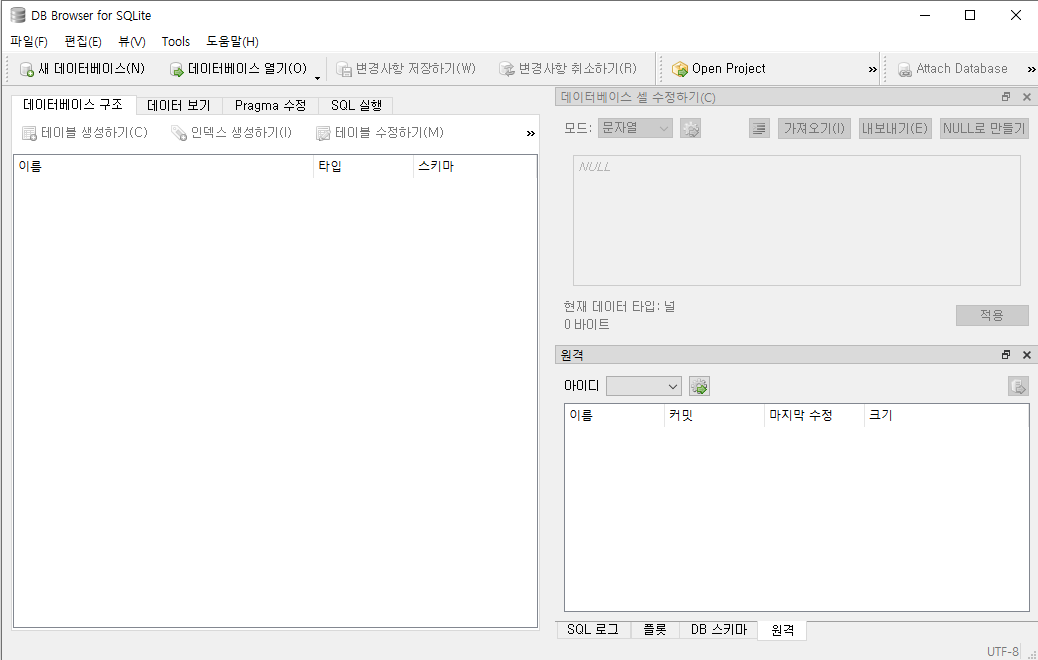 DB Browser for SQLite
파일(F) 편집(E) 뷰(V) Tools 도움말(H)
새 데이터베이스(N) 데이터베이스 열기(O) 변경사항 저장하기(W) 변경사항 취소하기(R) Open Project » Attach Database »
데이터베이스 구조 데이터 보기 Pragma 수정 SQL 실행
테이블 생성하기(C) 인덱스 생성하기(I) 테이블 수정하기(M) »
이름 타입 스키마
데이터베이스 셀 수정하기(C)
모드: 문자열 가져오기(I) 내보내기(E) NULL로 만들기
NULL
현재 데이터 타입: 널
0 바이트
적용
원격
아이디
이름 커밋 마지막 수정 크기
SQL 로그 플롯 DB 스키마 원격
UTF-8